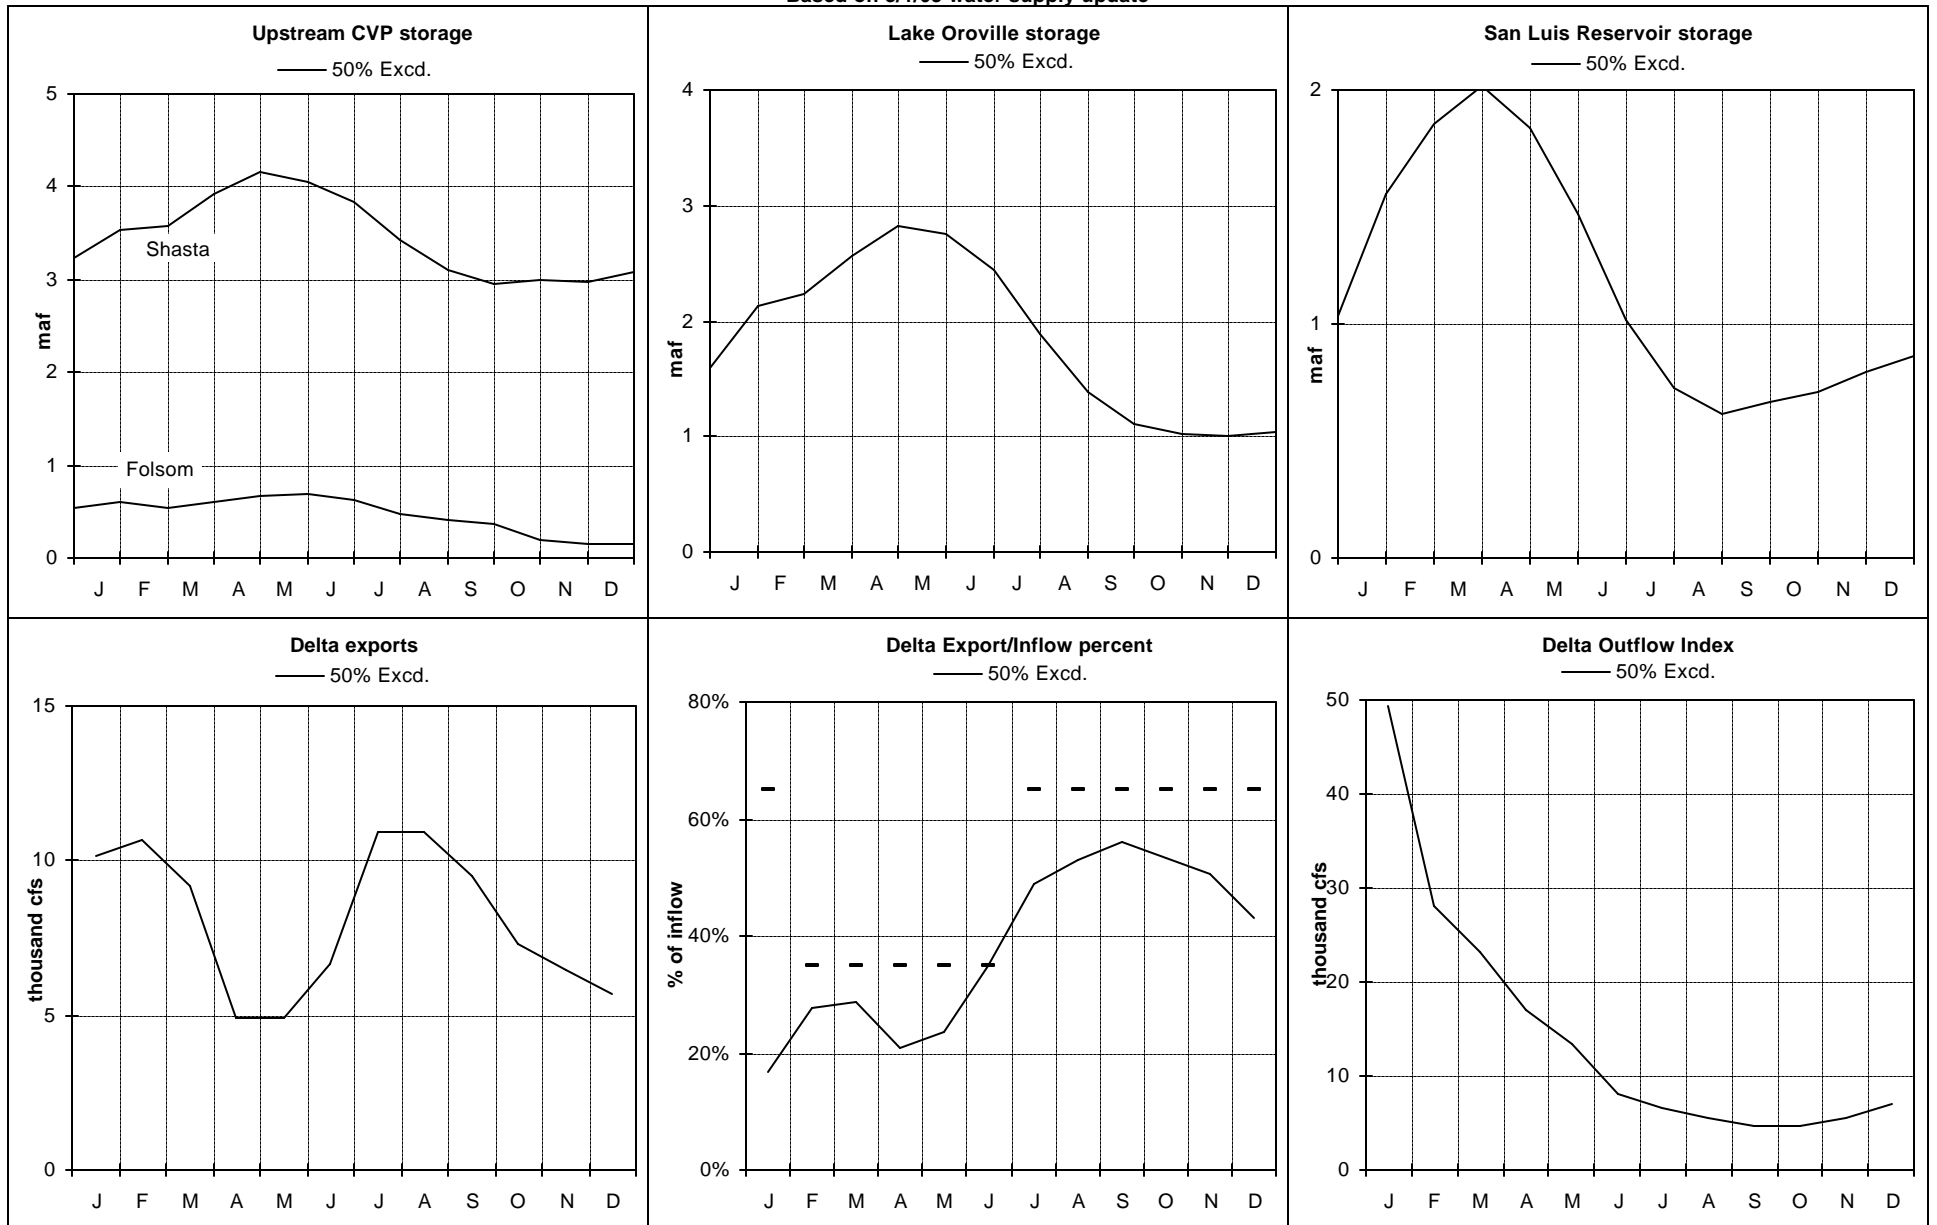 Upstream CVP storage
50% Excd.
5
4
3
2
1
0
maf
Shasta
Folsom
J F M A M J J A S O N D
Lake Oroville storage
50% Excd.
4
3
2
1
0
maf
J F M A M J J A S O N D
San Luis Reservoir storage
50% Excd.
2
1
0
maf
J F M A M J J A S O N D
Delta exports
50% Excd.
15
10
5
0
thousand cfs
J F M A M J J A S O N D
Delta Export/Inflow percent
50% Excd.
80%
60%
40%
20%
0%
% of inflow
J F M A M J J A S O N D
Delta Outflow Index
50% Excd.
50
40
30
20
10
0
thousand cfs
J F M A M J J A S O N D